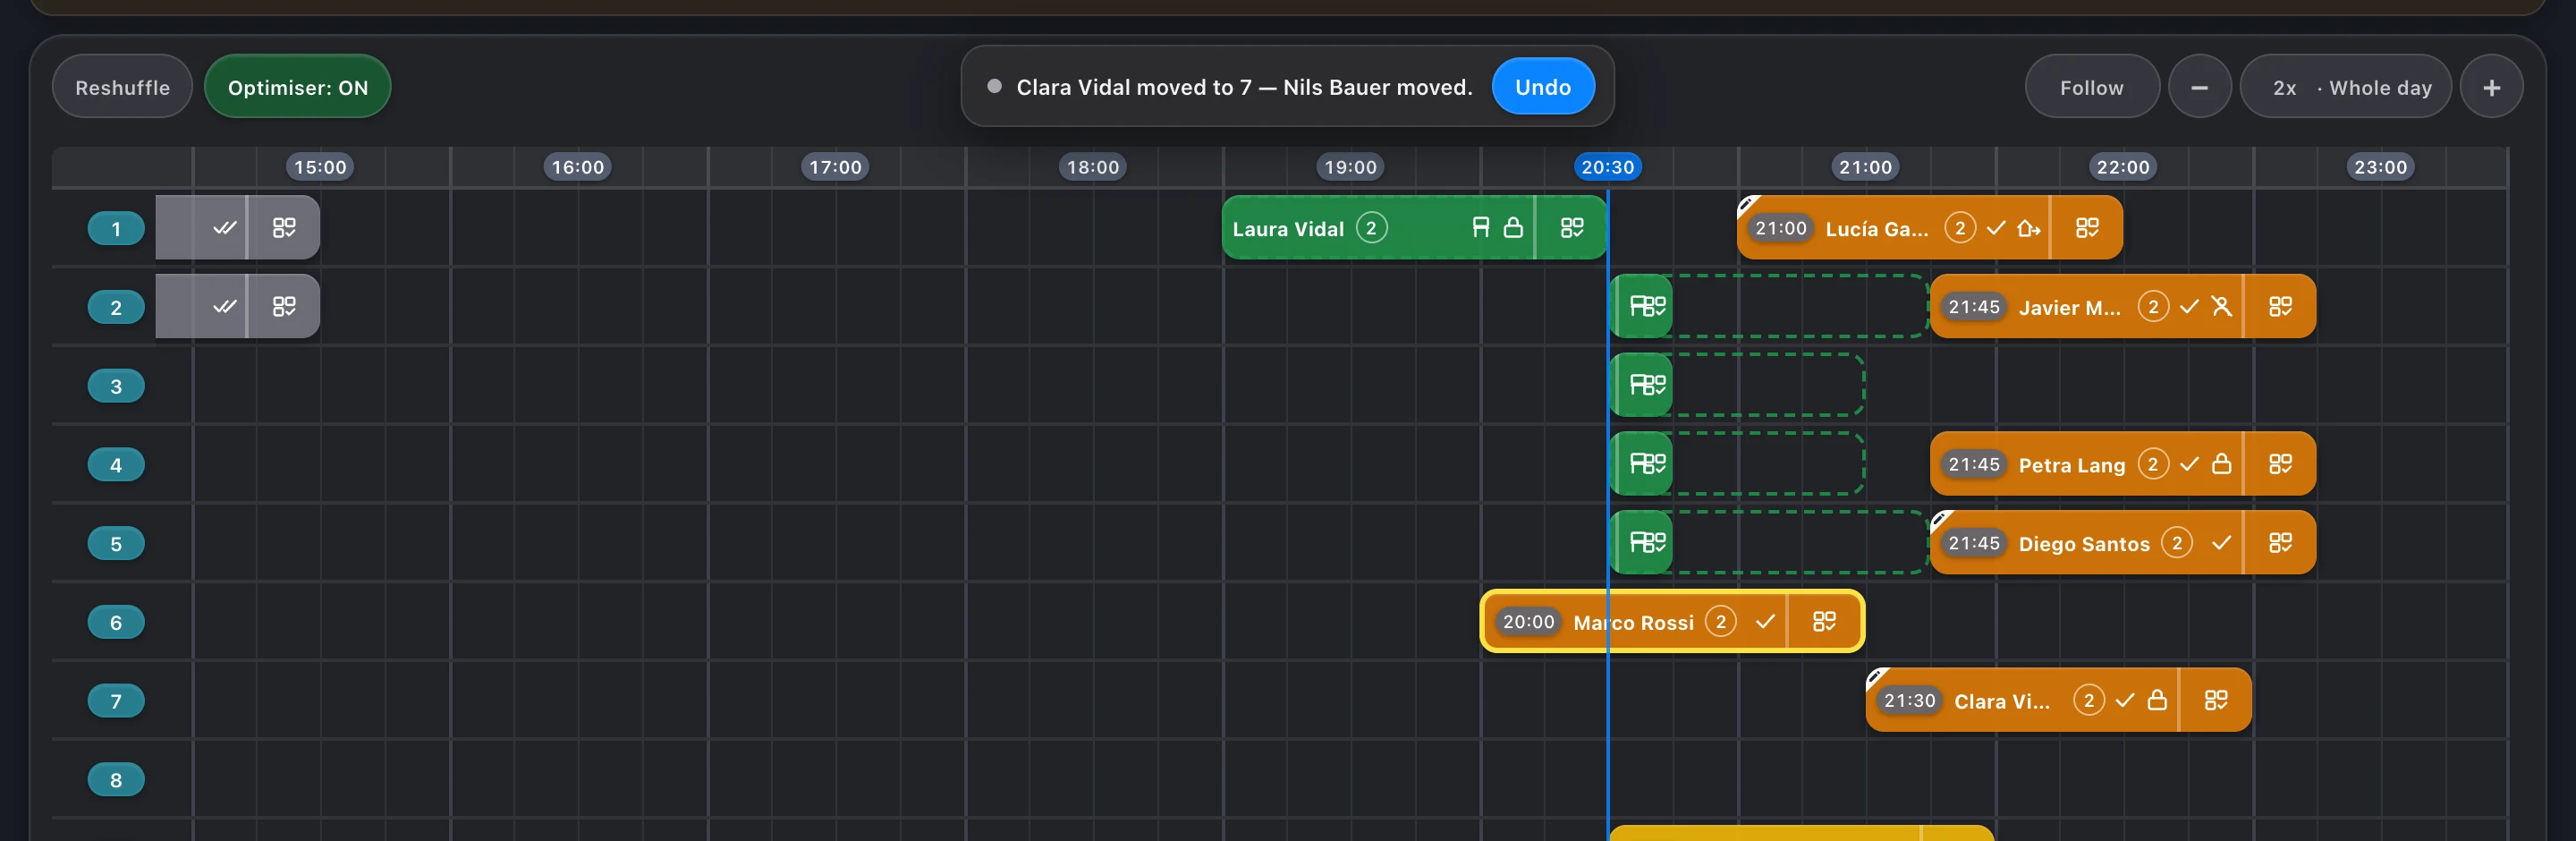 Reshuffle
Optimiser: ON
Clara Vidal moved to 7 — Nils Bauer moved.
Undo
Follow
−
2x · Whole day
+
15:00 16:00 17:00 18:00 19:00 20:30 21:00 22:00 23:00
1 Laura Vidal 2 21:00 Lucía Ga... 2
2 21:45 Javier M... 2
3
4 21:45 Petra Lang 2
5 21:45 Diego Santos 2
6 20:00 Marco Rossi 2
7 21:30 Clara Vi... 2
8